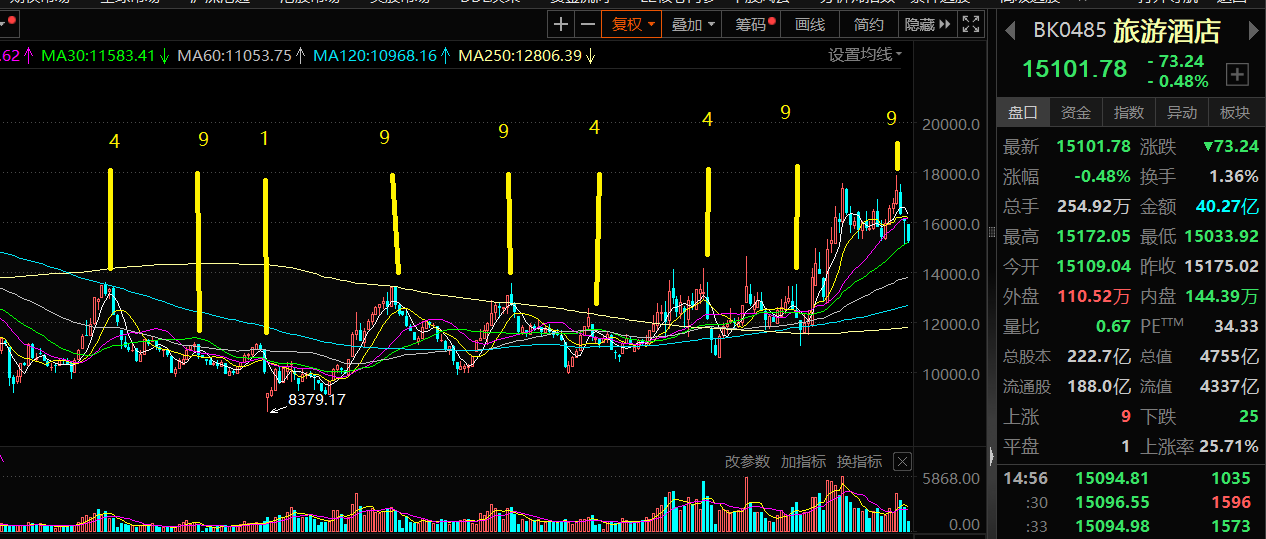 复权 叠加 筹码 画线 简约 隐藏
.62 MA30:11583.41 MA60:11053.75 MA120:10968.16 MA250:12806.39 设置均线
4 9 1 9 9 4 4 9 9
20000.0
18000.0
16000.0
14000.0
12000.0
10000.0
8379.17
改参数 加指标 换指标
5868.00
0.00
BK0485 旅游酒店
15101.78 - 73.24
- 0.48%
盘口 资金 指数 异动 板块
最新 15101.78 涨跌 ▼73.24
涨幅 -0.48% 换手 1.36%
总手 254.92万 金额 40.27亿
最高 15172.05 最低 15033.92
今开 15109.04 昨收 15175.02
外盘 110.52万 内盘 144.39万
量比 0.67 PE TTM 34.33
总股本 222.7亿 总值 4755亿
流通股 188.0亿 流值 4337亿
上涨 9 下跌 25
平盘 1 上涨率 25.71%
14:56 15094.81 1035
:30 15096.55 1596
:33 15094.98 1573